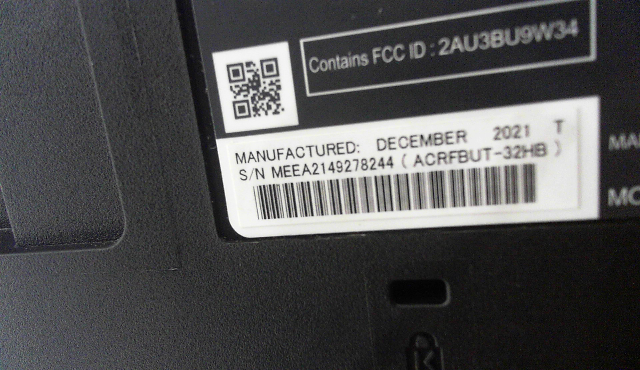 Contains FCC ID : 2AU3BU9W34
MANUFACTURED: DECEMBER 2021 T
S/N MEEA2149278244 ( ACRFBUT-32HB )